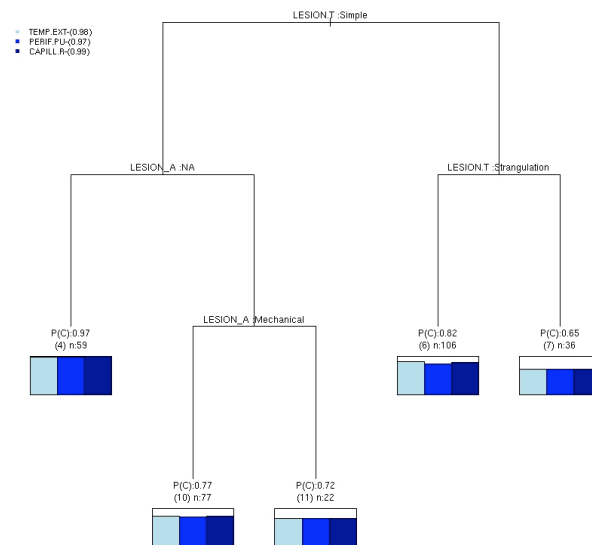 LESION.T :Simple
TEMP.EXT-(0.98)
PERIF.PU-(0.97)
CAPILL.R-(0.99)
LESION_A :NA
LESION.T :Strangulation
LESION_A :Mechanical
P(C):0.97
(4) n:59
P(C):0.82
(6) n:106
P(C):0.65
(7) n:36
P(C):0.77
(10) n:77
P(C):0.72
(11) n:22